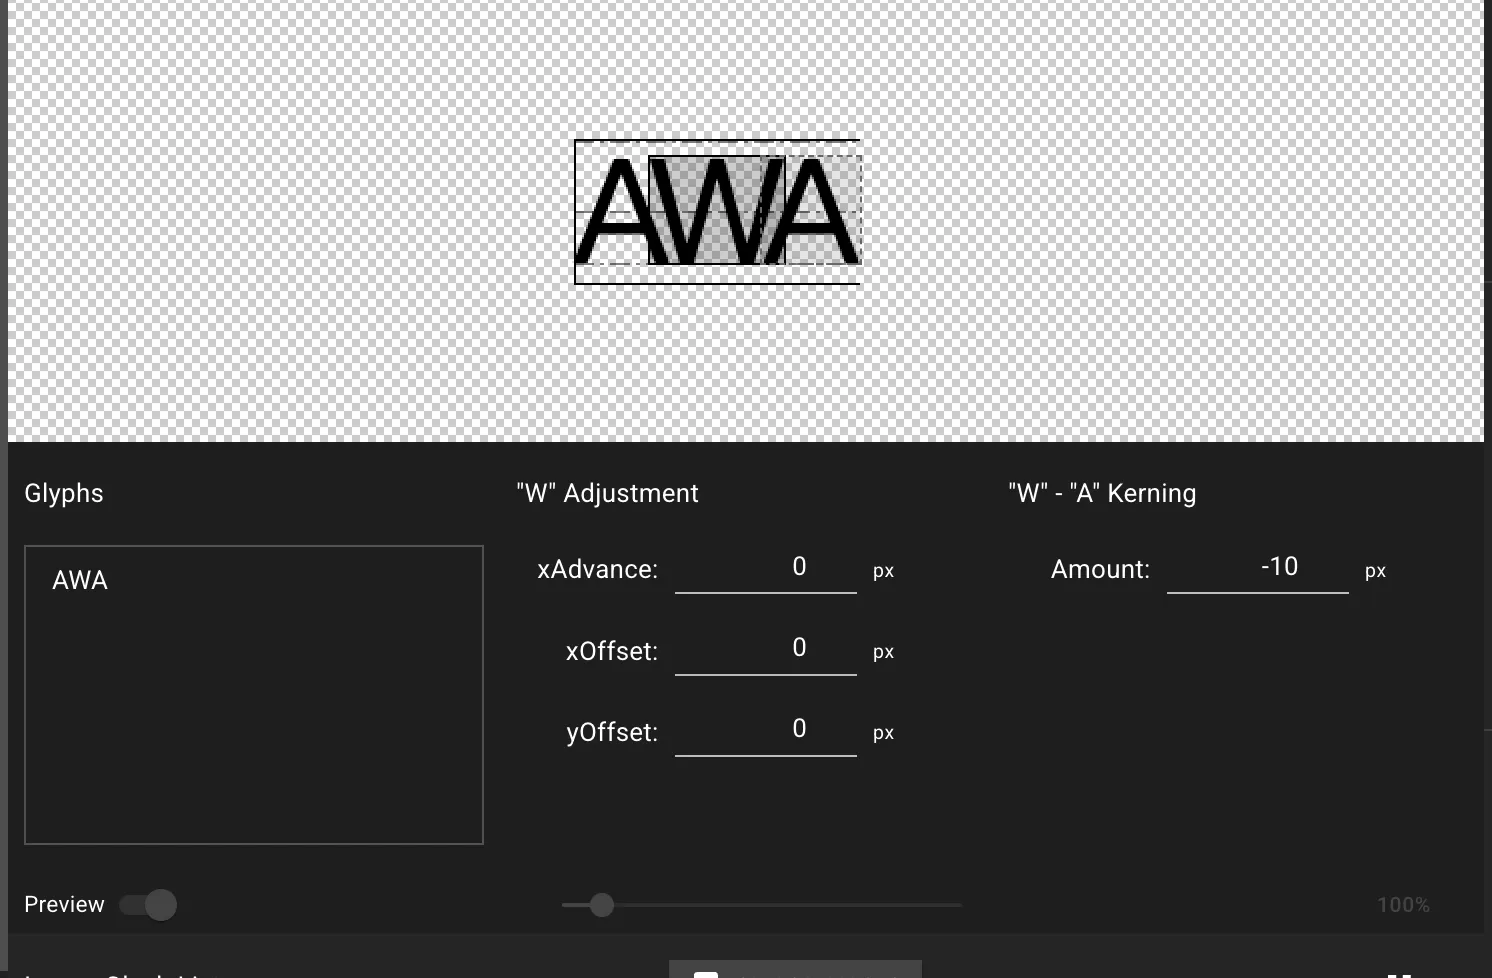 AWA
Glyphs
"W" Adjustment
"W" - "A" Kerning
AWA
xAdvance: 0 px
Amount: -10 px
xOffset: 0 px
yOffset: 0 px
Preview
100%